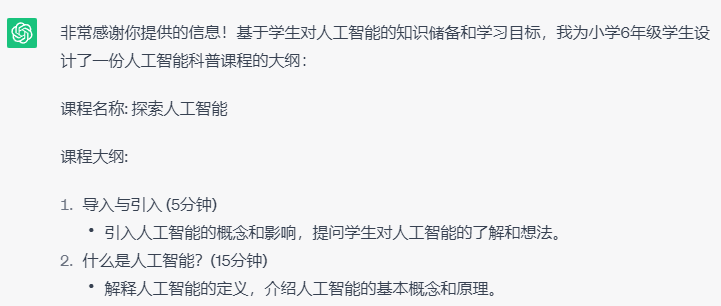 非常感谢你提供的信息！基于学生对人工智能的知识储备和学习目标，我为小学6年级学生设
计了一份人工智能科普课程的大纲：
课程名称: 探索人工智能
课程大纲:
1. 导入与引入 (5分钟)
• 引入人工智能的概念和影响，提问学生对人工智能的了解和想法。
2. 什么是人工智能？(15分钟)
• 解释人工智能的定义，介绍人工智能的基本概念和原理。